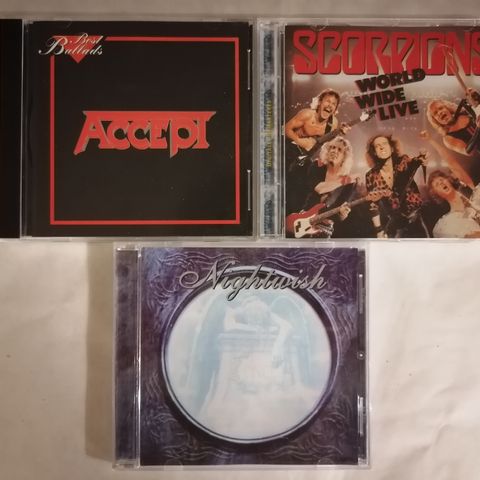 Best
Ballads
ACCEPT
SCORPIONS
WORLD
WIDE
LIVE
Nightwish